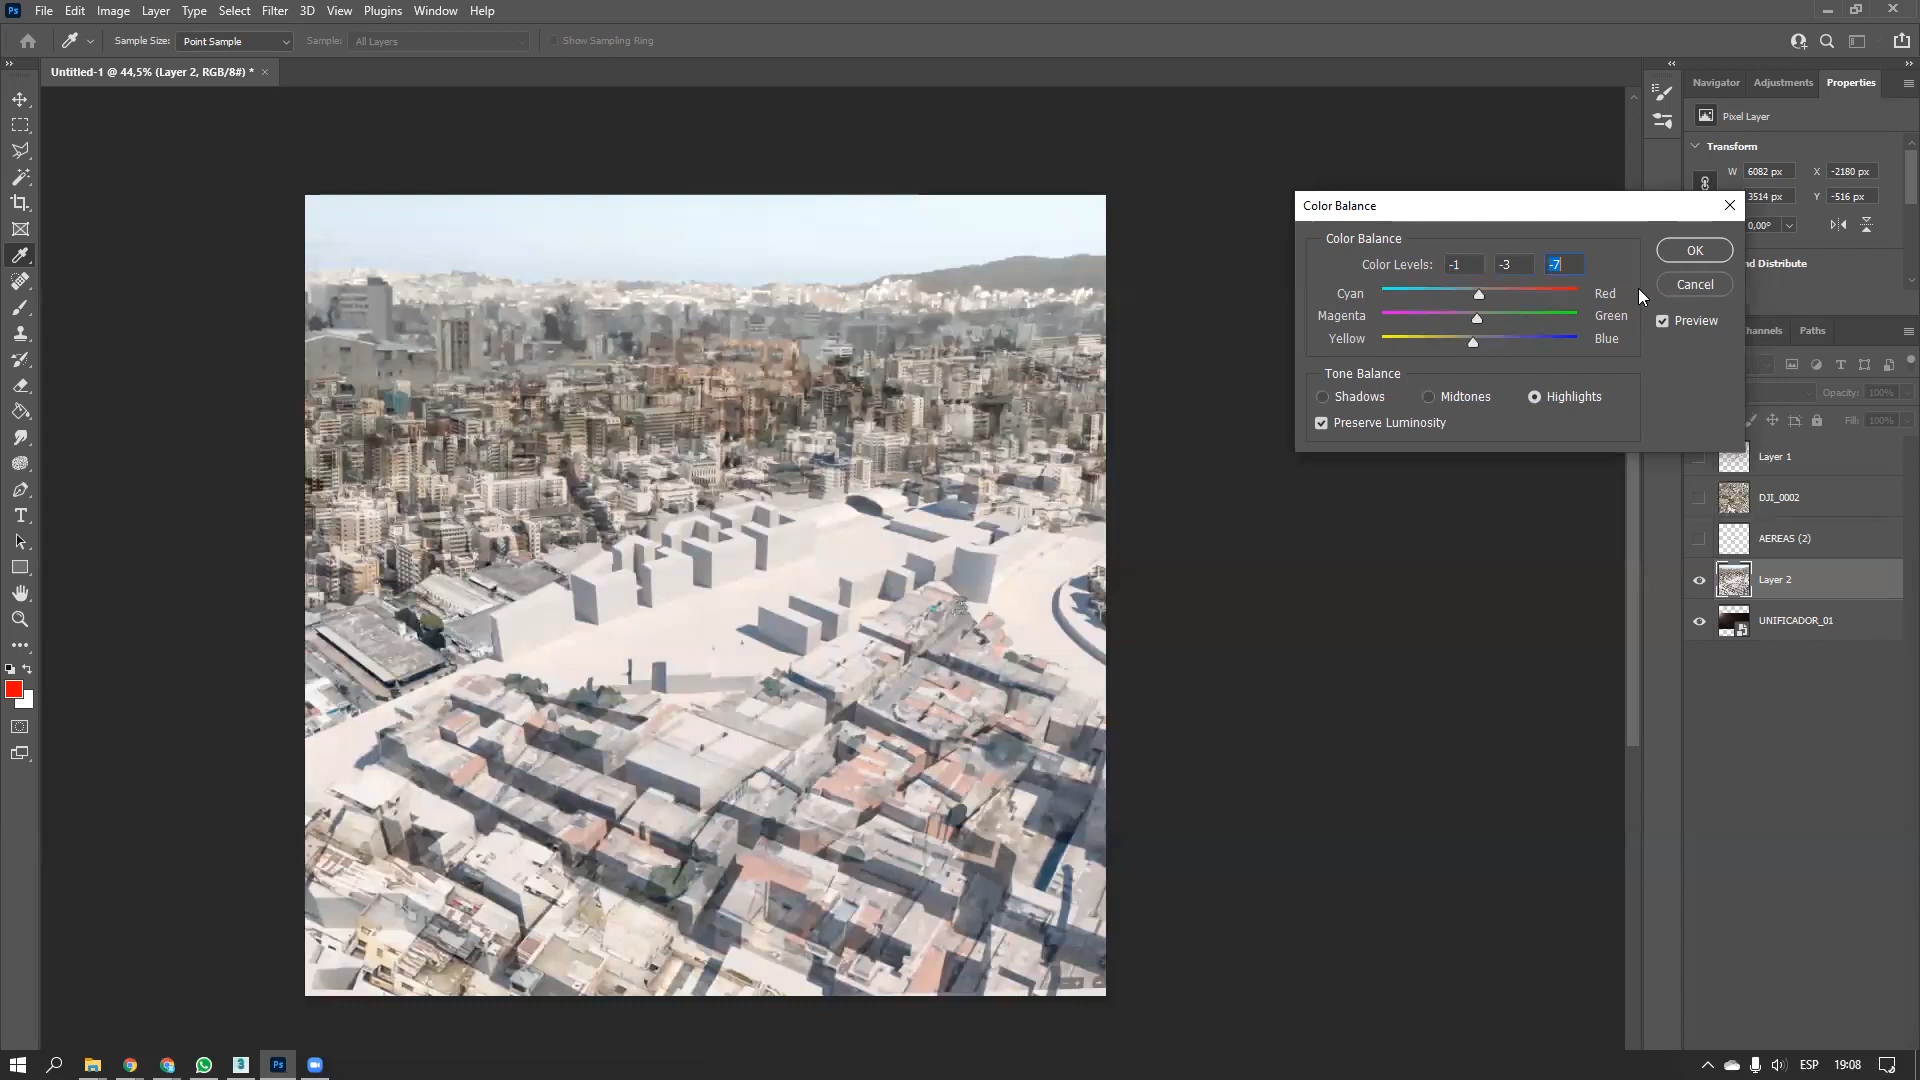 Ps File Edit Image Layer Type Select Filter 3D View Plugins Window Help
Sample Size: Point Sample Sample: All Layers Show Sampling Ring
Untitled-1 @ 44,5% (Layer 2, RGB/8#) * ×
Navigator Adjustments Properties
Pixel Layer
Transform
W 6082 px X -2180 px
3514 px Y -516 px
0,00°
nd Distribute
Color Balance
Color Balance
Color Levels: -1 -3 -7
Cyan Red
Magenta Green
Yellow Blue
OK
Cancel
Preview
Tone Balance
Shadows Midtones Highlights
Preserve Luminosity
hannels Paths
Opacity: 100%
Fill: 100%
Layer 1
DJI_0002
AEREAS (2)
Layer 2
UNIFICADOR_01
Ps
ESP 19:08